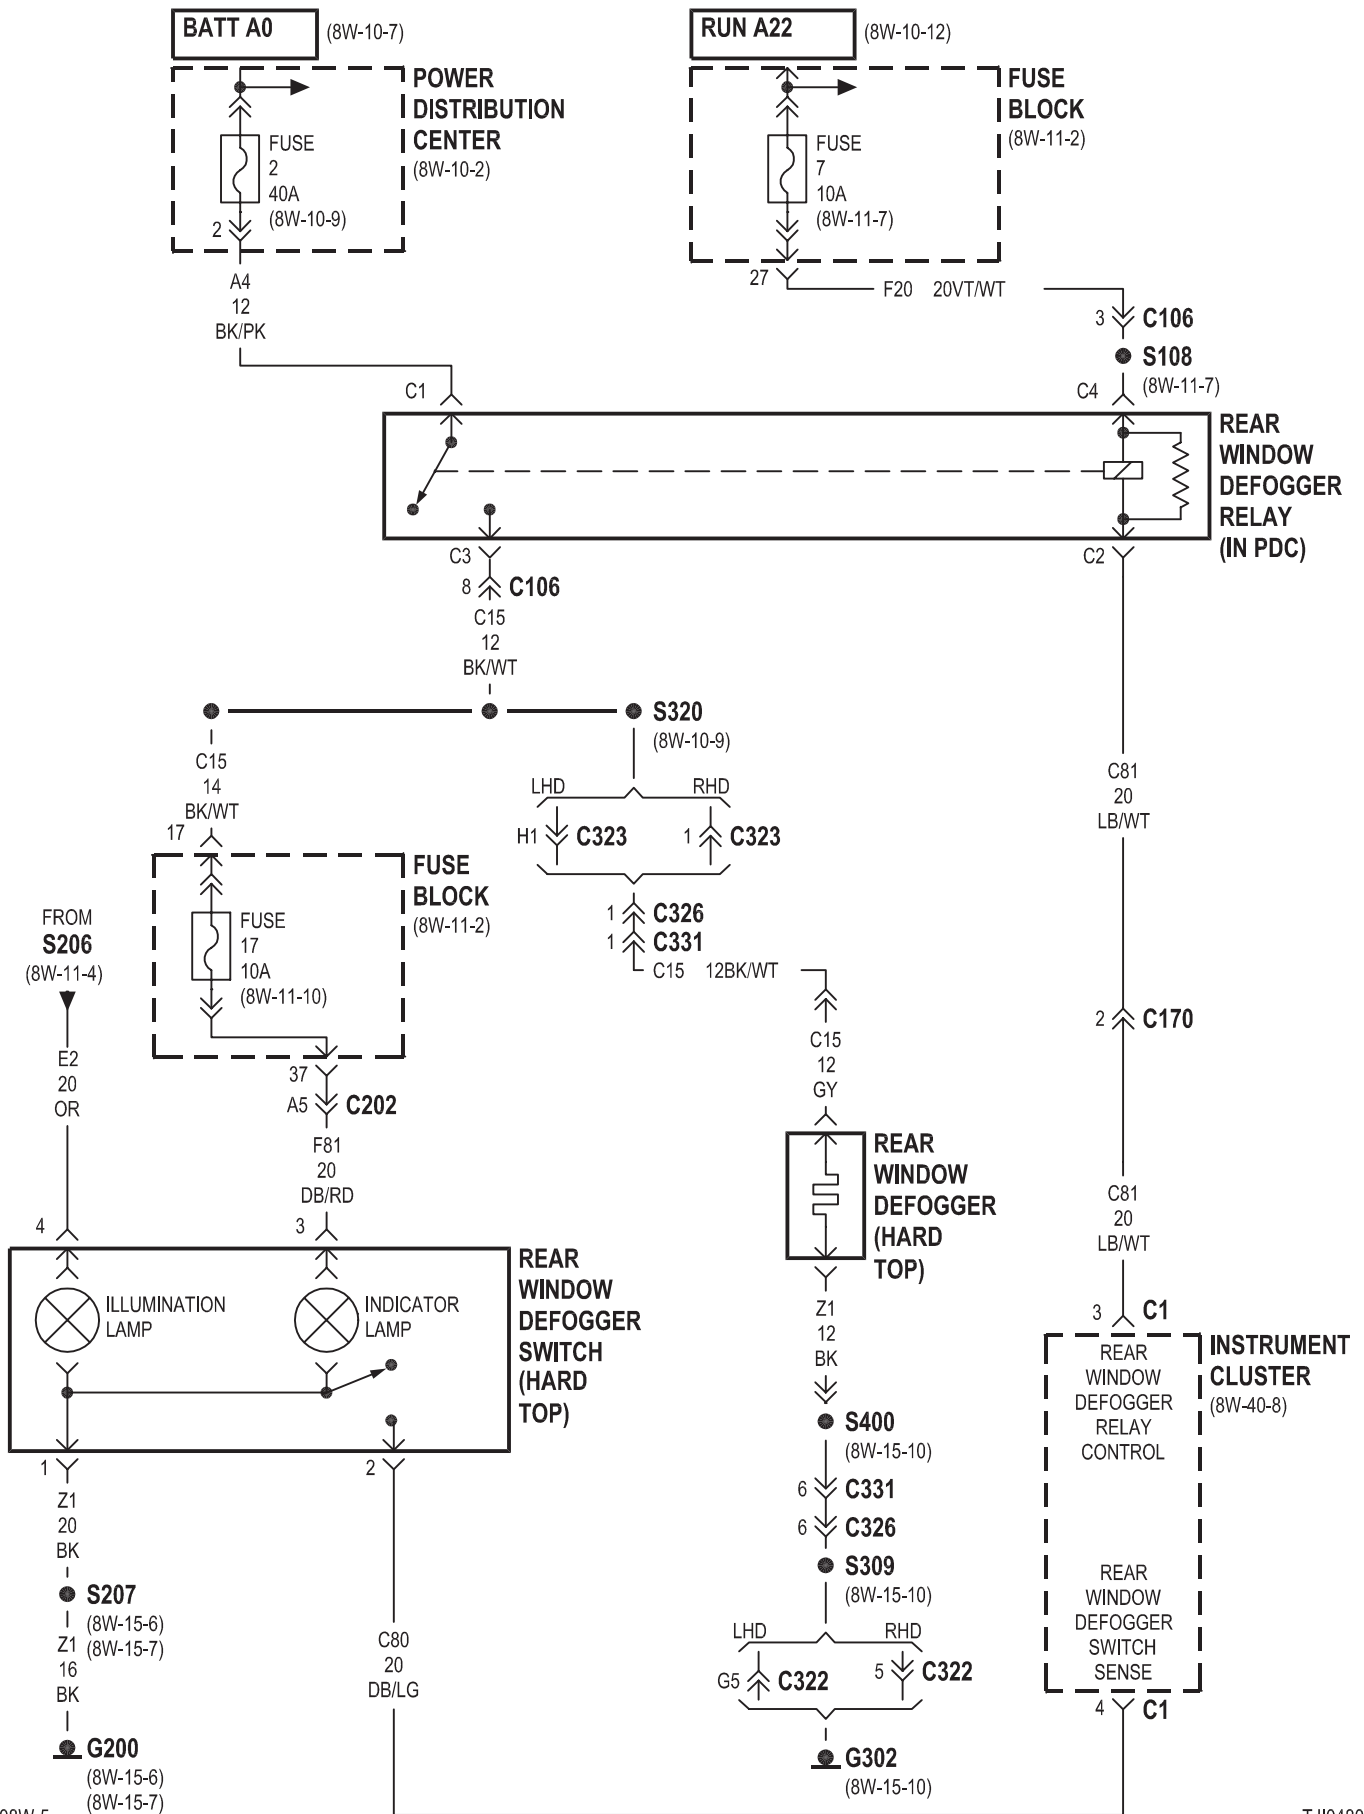 BATT A0
(8W-10-7)
RUN A22
(8W-10-12)
POWER
DISTRIBUTION
CENTER
(8W-10-2)
FUSE
2
40A
(8W-10-9)
2
FUSE
BLOCK
(8W-11-2)
FUSE
7
10A
(8W-11-7)
27
A4
12
BK/PK
F20 20VT/WT
3 C106
S108
(8W-11-7)
C1
C4
REAR
WINDOW
DEFOGGER
RELAY
(IN PDC)
C3
C2
8 C106
C15
12
BK/WT
S320
(8W-10-9)
C15
14
BK/WT
17
LHD
RHD
H1 C323
1 C323
C81
20
LB/WT
FUSE
BLOCK
(8W-11-2)
FUSE
17
10A
(8W-11-10)
FROM
S206
(8W-11-4)
1 C326
1 C331
C15 12BK/WT
2 C170
C15
12
GY
E2
20
OR
37
A5 C202
F81
20
DB/RD
REAR
WINDOW
DEFOGGER
(HARD
TOP)
C81
20
LB/WT
4
3
REAR
WINDOW
DEFOGGER
SWITCH
(HARD
TOP)
ILLUMINATION
LAMP
INDICATOR
LAMP
Z1
12
BK
3 C1
INSTRUMENT
CLUSTER
(8W-40-8)
REAR
WINDOW
DEFOGGER
RELAY
CONTROL
S400
(8W-15-10)
1
2
Z1
20
BK
6 C331
6 C326
S309
(8W-15-10)
REAR
WINDOW
DEFOGGER
SWITCH
SENSE
S207
(8W-15-6)
(8W-15-7)
Z1
16
BK
C80
20
DB/LG
LHD
RHD
G5 C322
5 C322
4 C1
G200
(8W-15-6)
(8W-15-7)
G302
(8W-15-10)